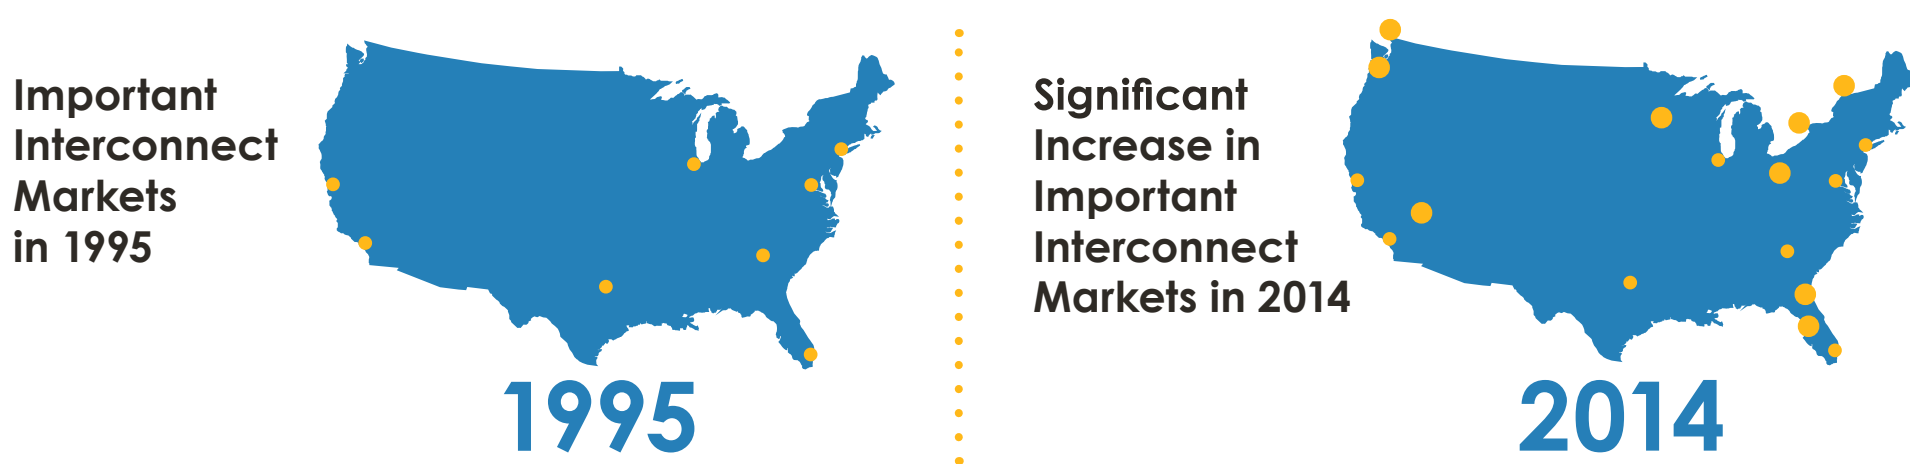 Important
Interconnect
Markets
in 1995
1995
Significant
Increase in
Important
Interconnect
Markets in 2014
2014